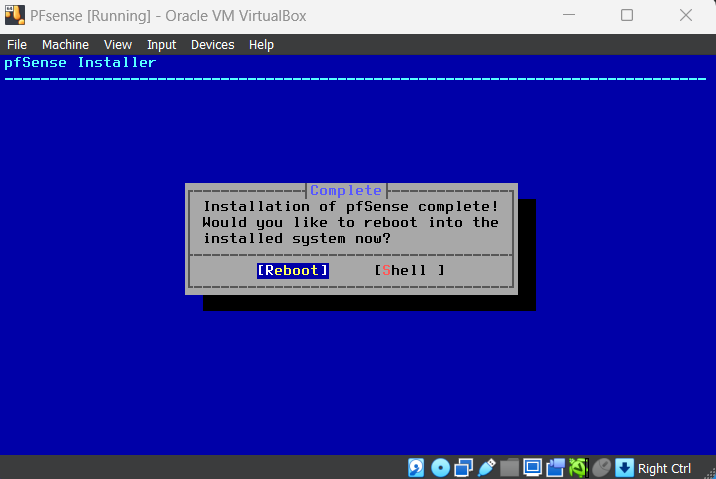 PFsense [Running] - Oracle VM VirtualBox
File Machine View Input Devices Help
pfSense Installer
Complete
Installation of pfSense complete!
Would you like to reboot into the
installed system now?
[Reboot] [Shell ]
Right Ctrl